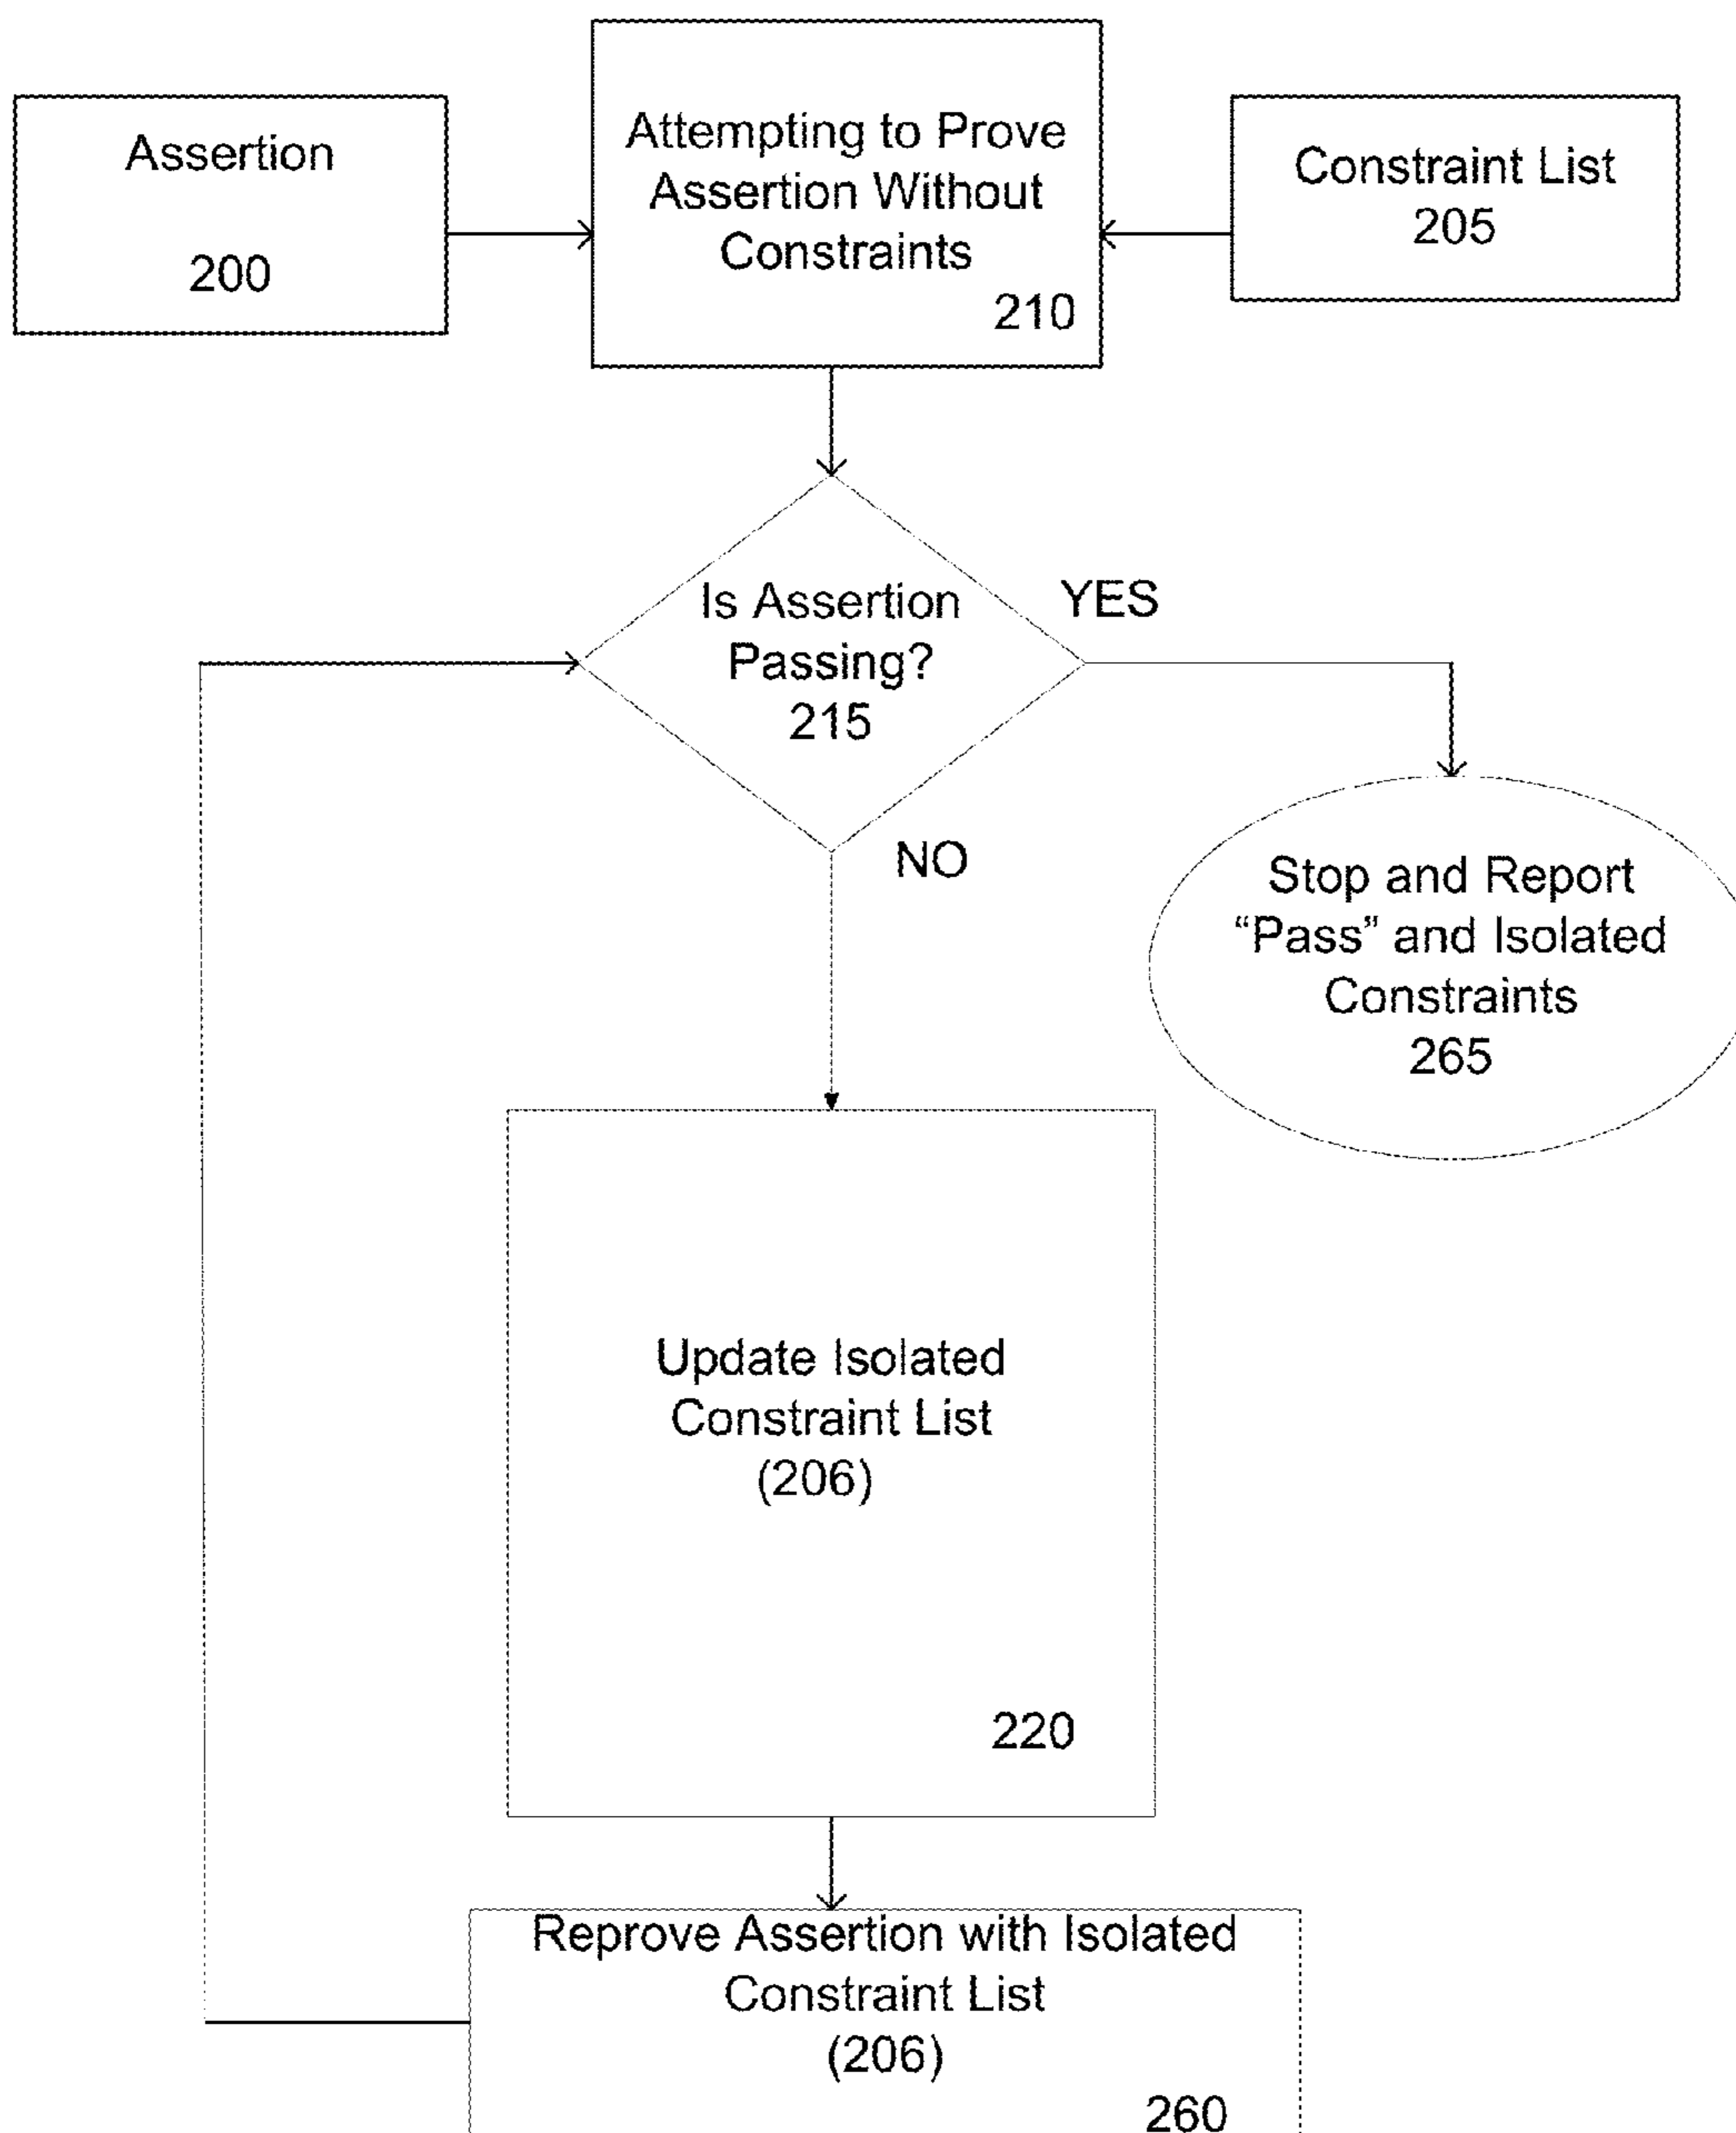 Assertion
200
Attempting to Prove
Assertion Without
Constraints
210
Constraint List
205
Is Assertion
Passing?
215
YES
NO
Stop and Report
“Pass” and Isolated
Constraints
265
Update Isolated
Constraint List
(206)
220
Reprove Assertion with Isolated
Constraint List
(206)
260